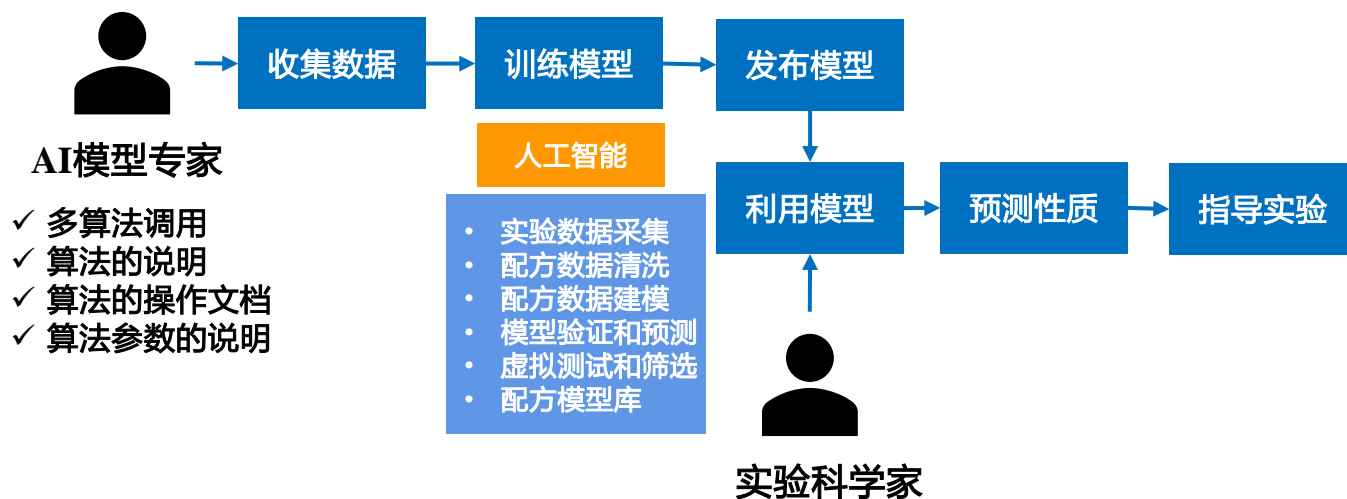 收集数据
训练模型
发布模型
人工智能
AI模型专家
利用模型
预测性质
指导实验
✓ 多算法调用
✓ 算法的说明
✓ 算法的操作文档
✓ 算法参数的说明
• 实验数据采集
• 配方数据清洗
• 配方数据建模
• 模型验证和预测
• 虚拟测试和筛选
• 配方模型库
实验科学家